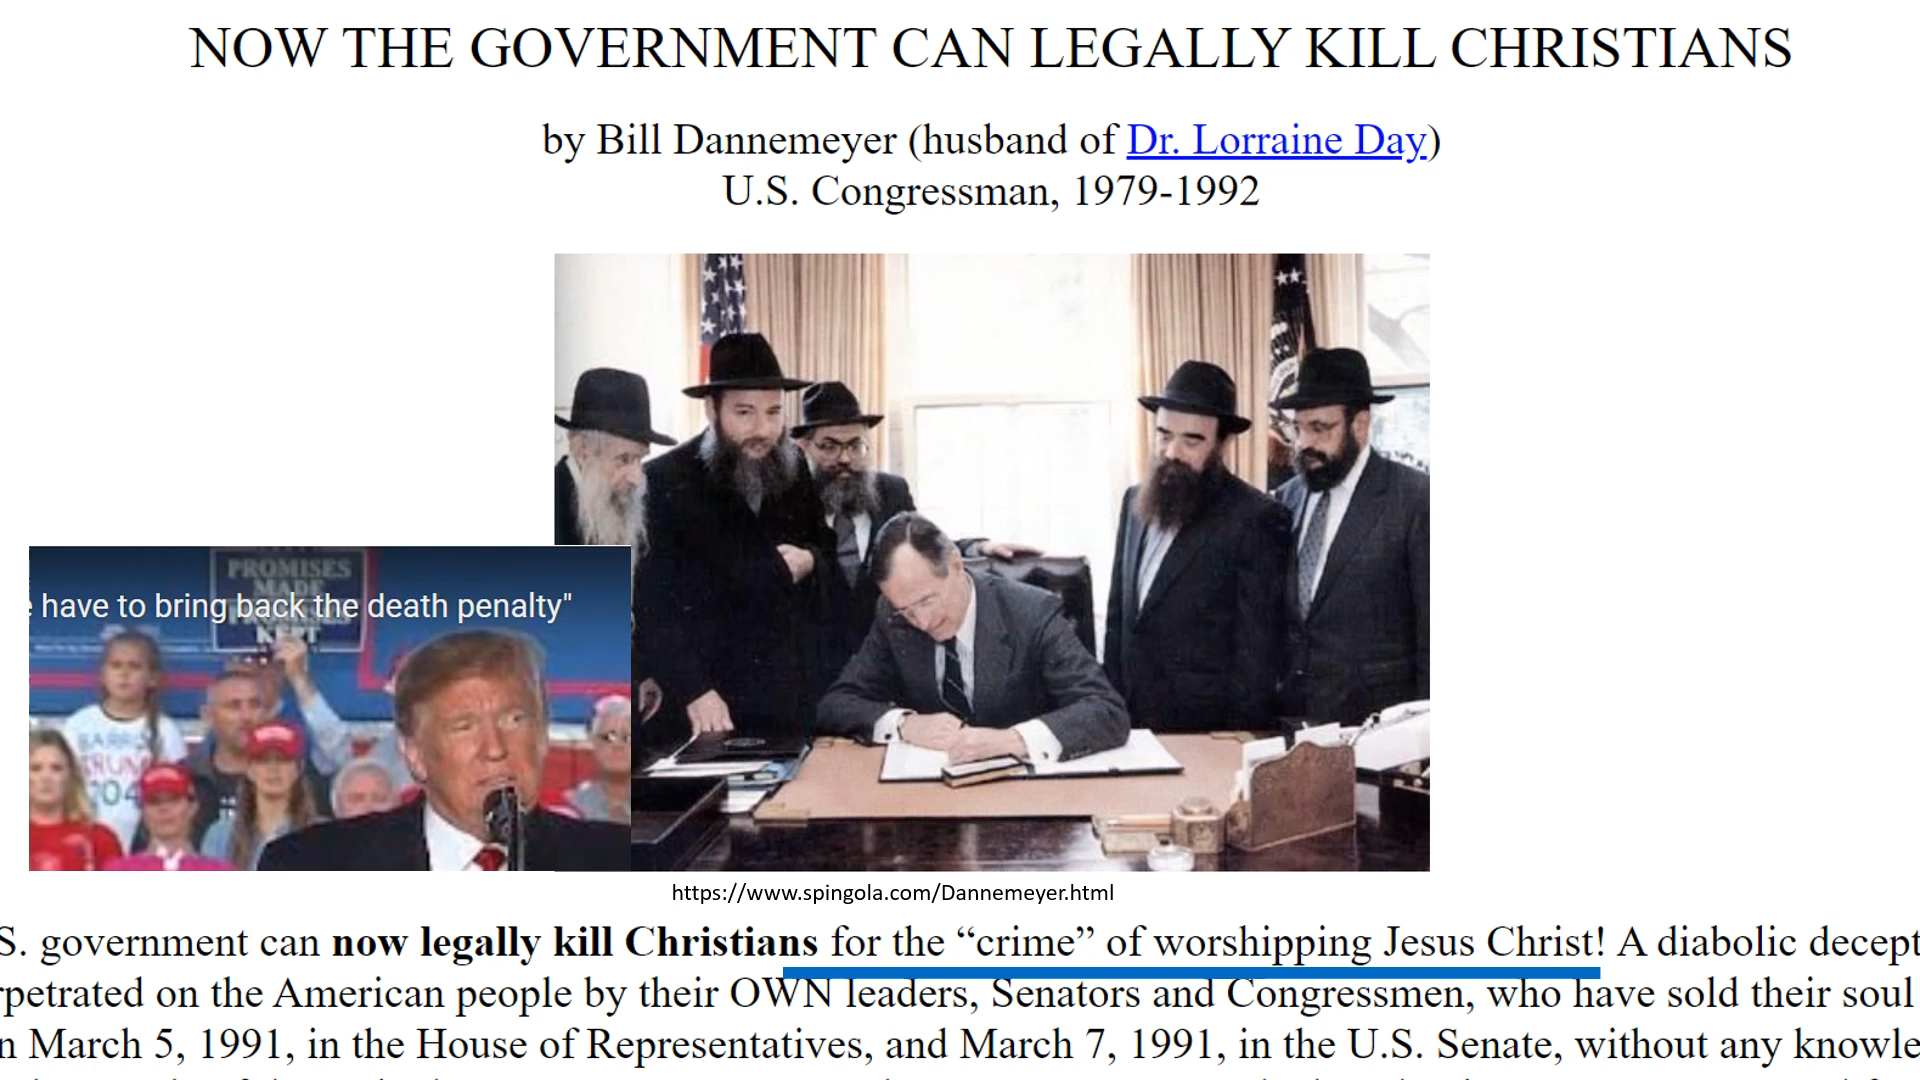 NOW THE GOVERNMENT CAN LEGALLY KILL CHRISTIANS
by Bill Dannemeyer (husband of Dr. Lorraine Day)
U.S. Congressman, 1979-1992
PROMISES
MADE
KEPT
have to bring back the death penalty"
https://www.spingola.com/Dannemeyer.html
S. government can now legally kill Christians for the “crime” of worshipping Jesus Christ! A diabolic decept
rpetrated on the American people by their OWN leaders, Senators and Congressmen, who have sold their soul
n March 5, 1991, in the House of Representatives, and March 7, 1991, in the U.S. Senate, without any knowle